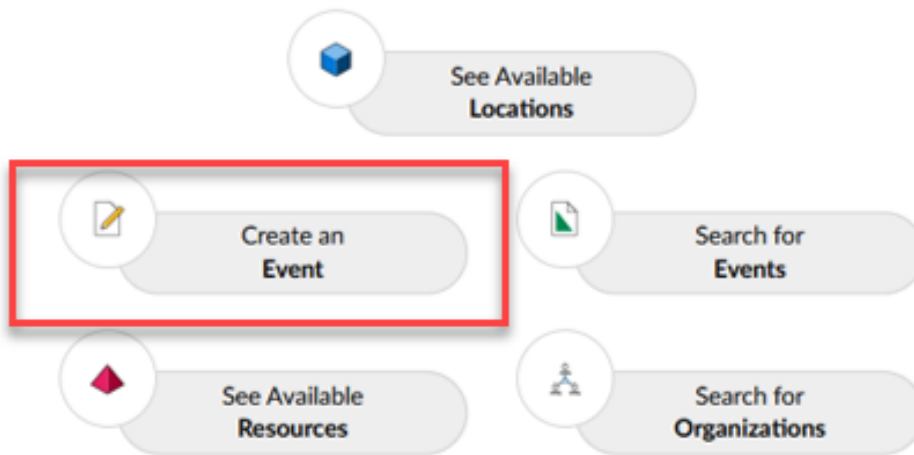 See Available
Locations
Create an
Event
Search for
Events
See Available
Resources
Search for
Organizations